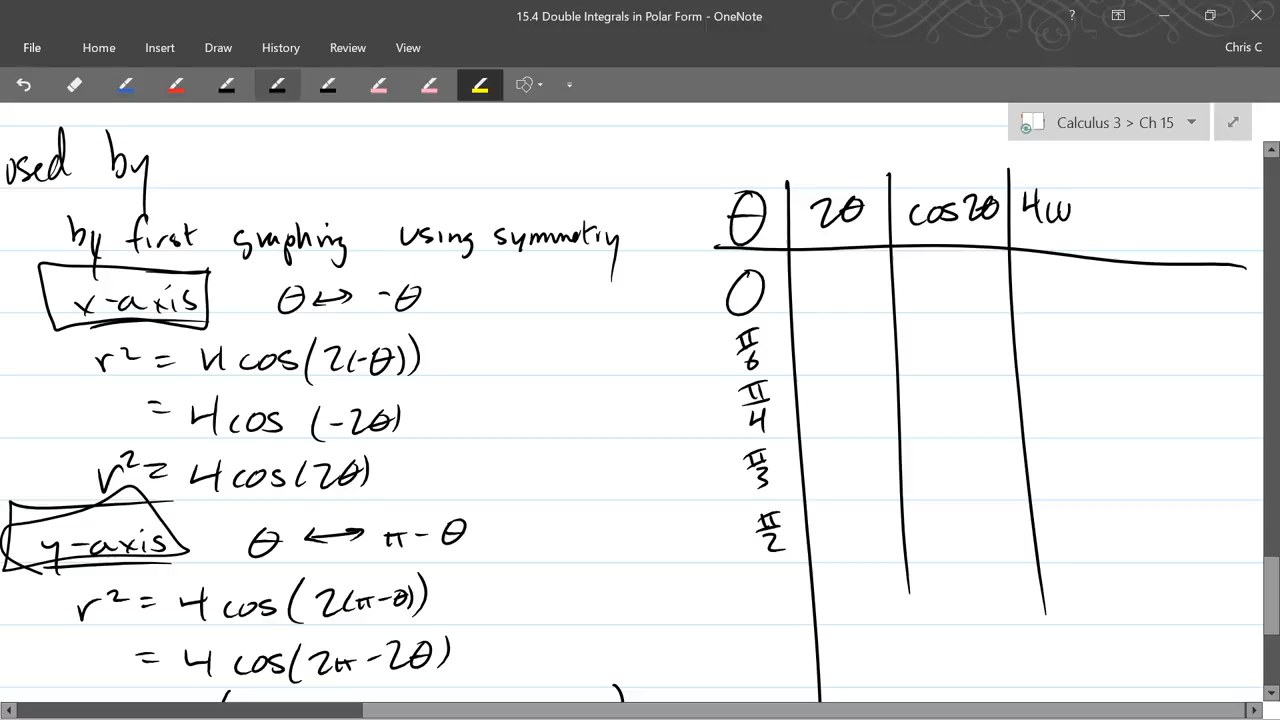 15.4 Double Integrals in Polar Form - OneNote
?
File Home Insert Draw History Review View
Chris C
Calculus 3 > Ch 15
used by
by first graphing using symmetry
x-axis θ ↔ -θ
r² = 4 cos(2(-θ))
= 4 cos (-2θ)
r² = 4 cos(2θ)
y-axis θ ↔ π - θ
r² = 4 cos(2(π-θ))
= 4 cos(2π - 2θ)
θ 2θ cos2θ 4co
0
π/6
π/4
π/3
π/2